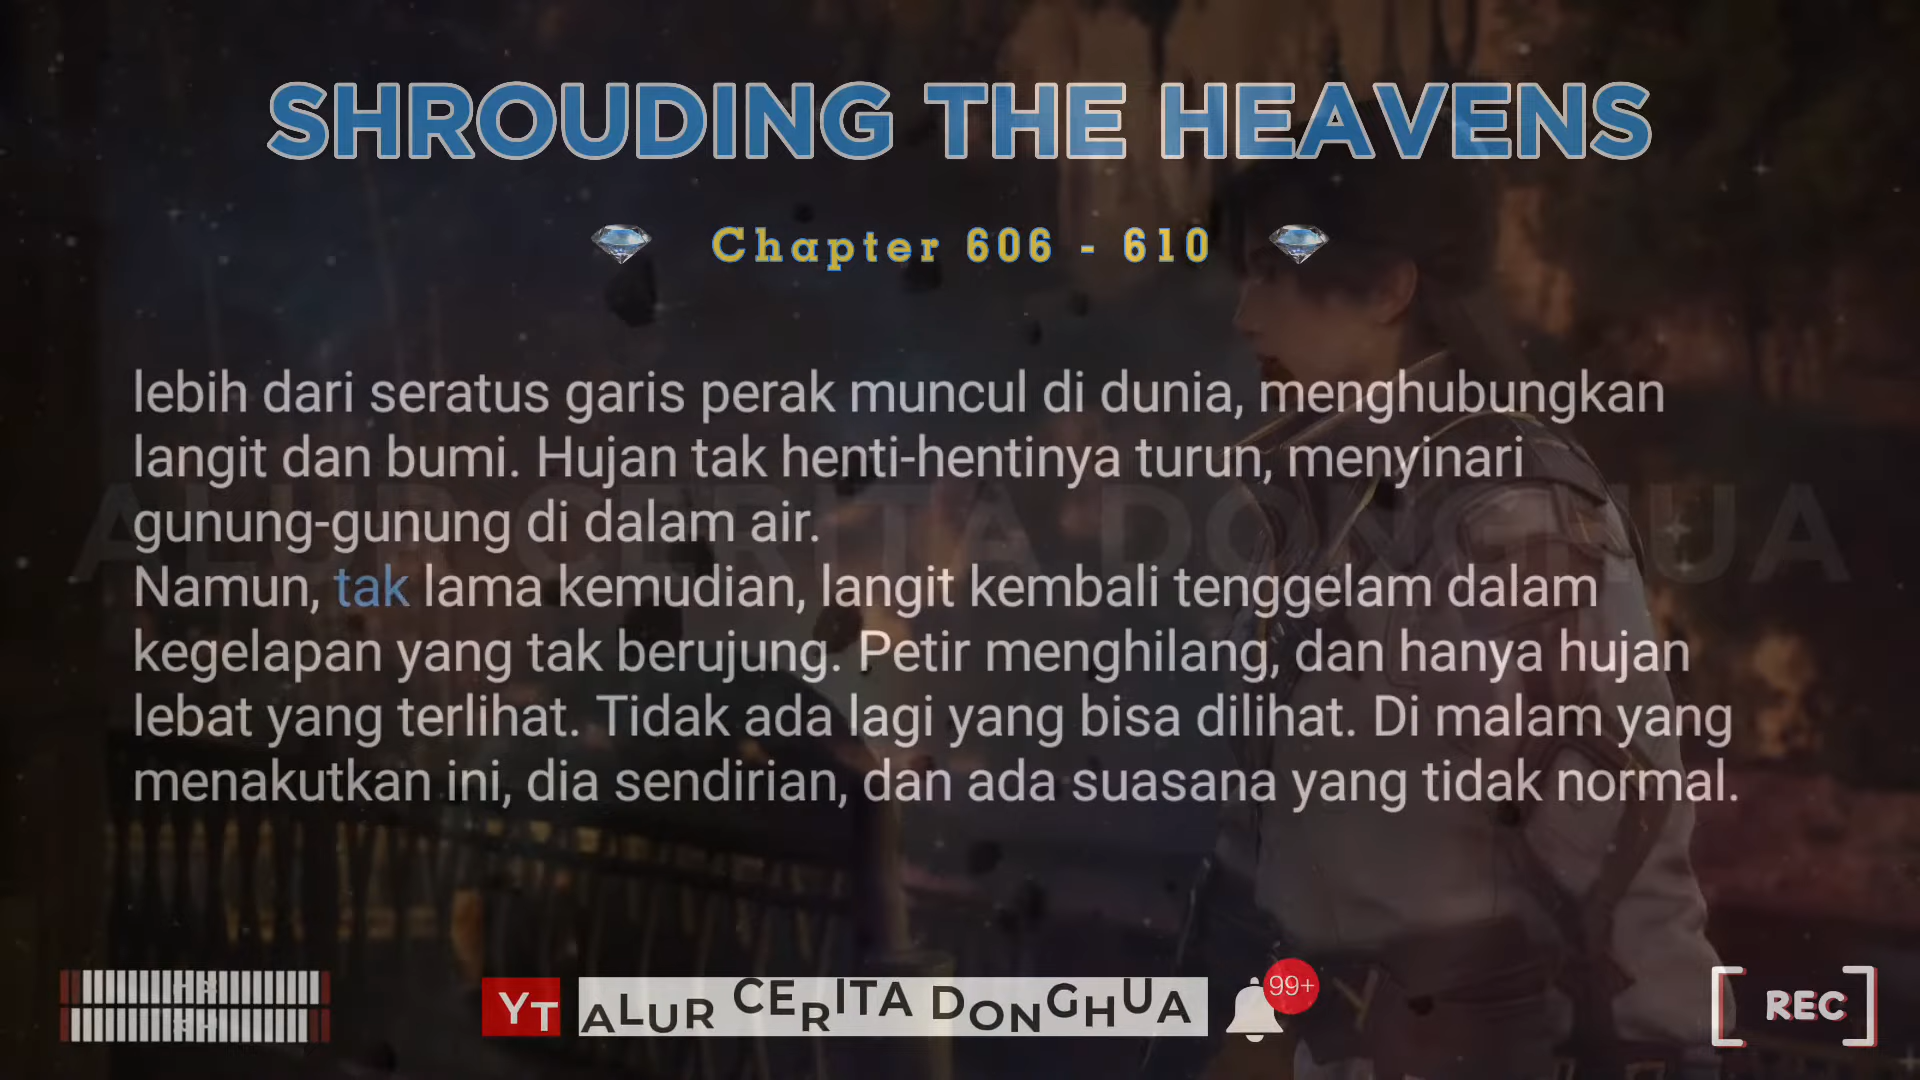 SHROUDING THE HEAVENS
Chapter 606 - 610
lebih dari seratus garis perak muncul di dunia, menghubungkan
langit dan bumi. Hujan tak henti-hentinya turun, menyinari
gunung-gunung di dalam air.
Namun, tak lama kemudian, langit kembali tenggelam dalam
kegelapan yang tak berujung. Petir menghilang, dan hanya hujan
lebat yang terlihat. Tidak ada lagi yang bisa dilihat. Di malam yang
menakutkan ini, dia sendirian, dan ada suasana yang tidak normal.
ALUR CERITA DONGHUA
YT ALUR CERITA DONGHUA 99+
REC